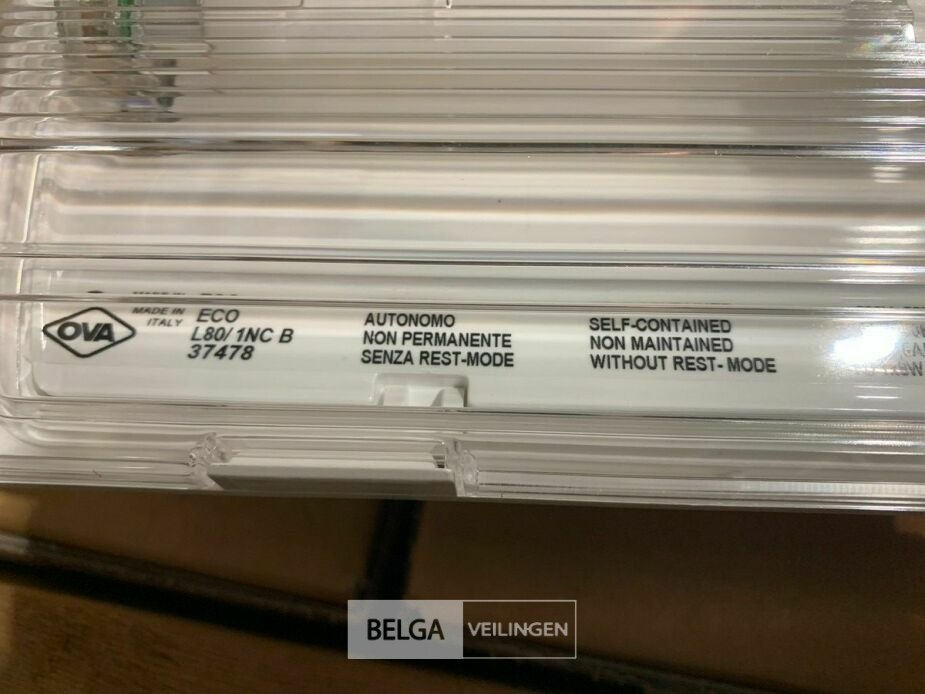 OVA
MADE IN
ITALY
ECO
L80/1NC B
37478
AUTONOMO
NON PERMANENTE
SENZA REST-MODE
SELF-CONTAINED
NON MAINTAINED
WITHOUT REST-MODE
BELGA VEILINGEN